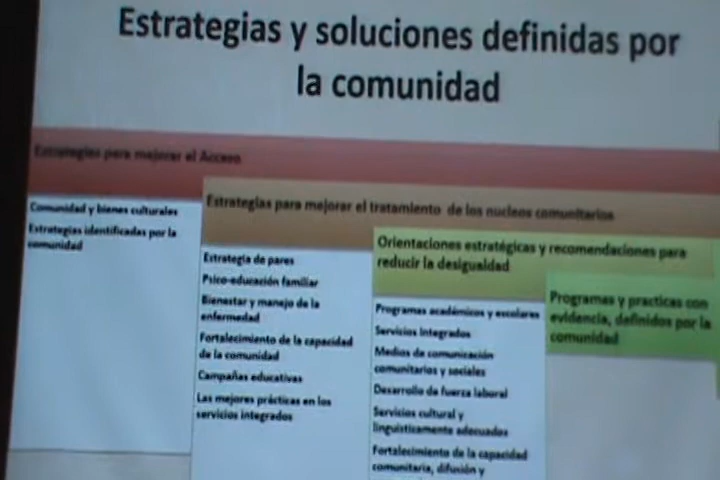 Estrategias y soluciones definidas por
la comunidad
Estrategias para mejorar el Acceso
Comunidad y bienes culturales
Estrategias identificadas por la
comunidad
Estrategias para mejorar el tratamiento de los nucleos comunitarios
Estrategia de pares
Psico-educación familiar
Bienestar y manejo de la
enfermedad
Fortalecimiento de la capacidad
de la comunidad
Campañas educativas
Las mejores prácticas en los
servicios integrados
Orientaciones estratégicas y recomendaciones para
reducir la desigualdad
Programas académicos y escolares
Servicios integrados
Medios de comunicación
comunitarios y sociales
Desarrollo de fuerza laboral
Servicios cultural y
linguisticamente adecuados
Fortalecimiento de la capacidad
comunitaria, difusión y
Programas y practicas con
evidencia, definidos por la
comunidad